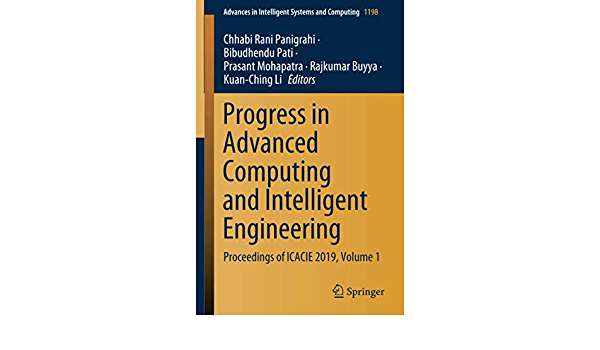 Advances in Intelligent Systems and Computing 1198
Chhabi Rani Panigrahi ·
Bibudhendu Pati ·
Prasant Mohapatra · Rajkumar Buyya ·
Kuan-Ching Li Editors
Progress in
Advanced
Computing
and Intelligent
Engineering
Proceedings of ICACIE 2019, Volume 1
Springer